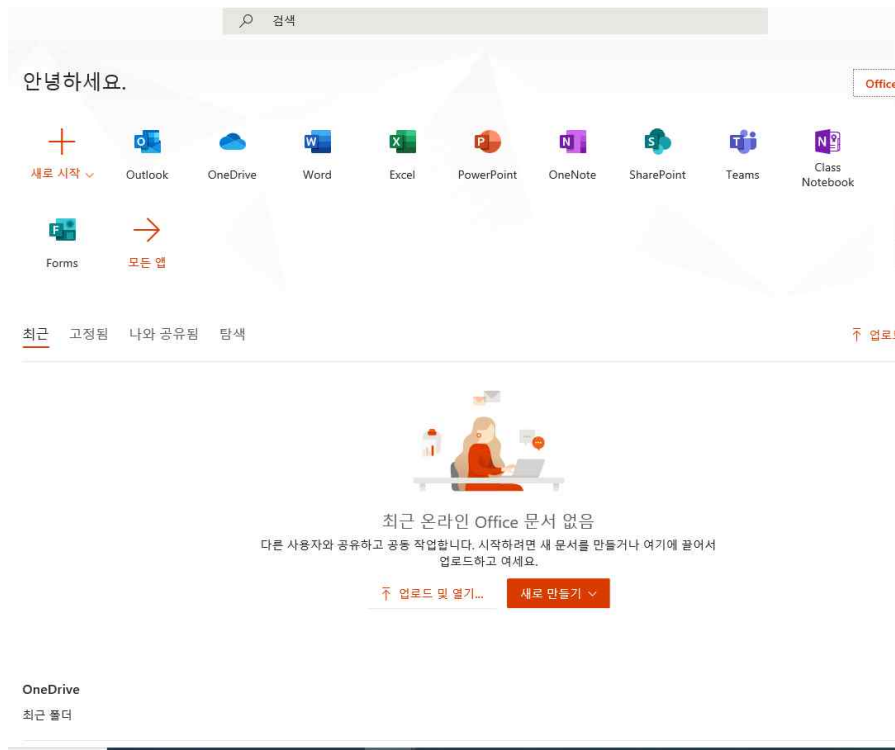 검색
안녕하세요.
Office
새로 시작
Outlook
OneDrive
Word
Excel
PowerPoint
OneNote
SharePoint
Teams
Class
Notebook
Forms
모든 앱
최근 고정됨 나와 공유됨 탐색
최근 온라인 Office 문서 없음
다른 사용자와 공유하고 공동 작업합니다. 시작하려면 새 문서를 만들거나 여기에 끌어서
업로드하고 여세요.
업로드 및 열기...
새로 만들기
OneDrive
최근 폴더